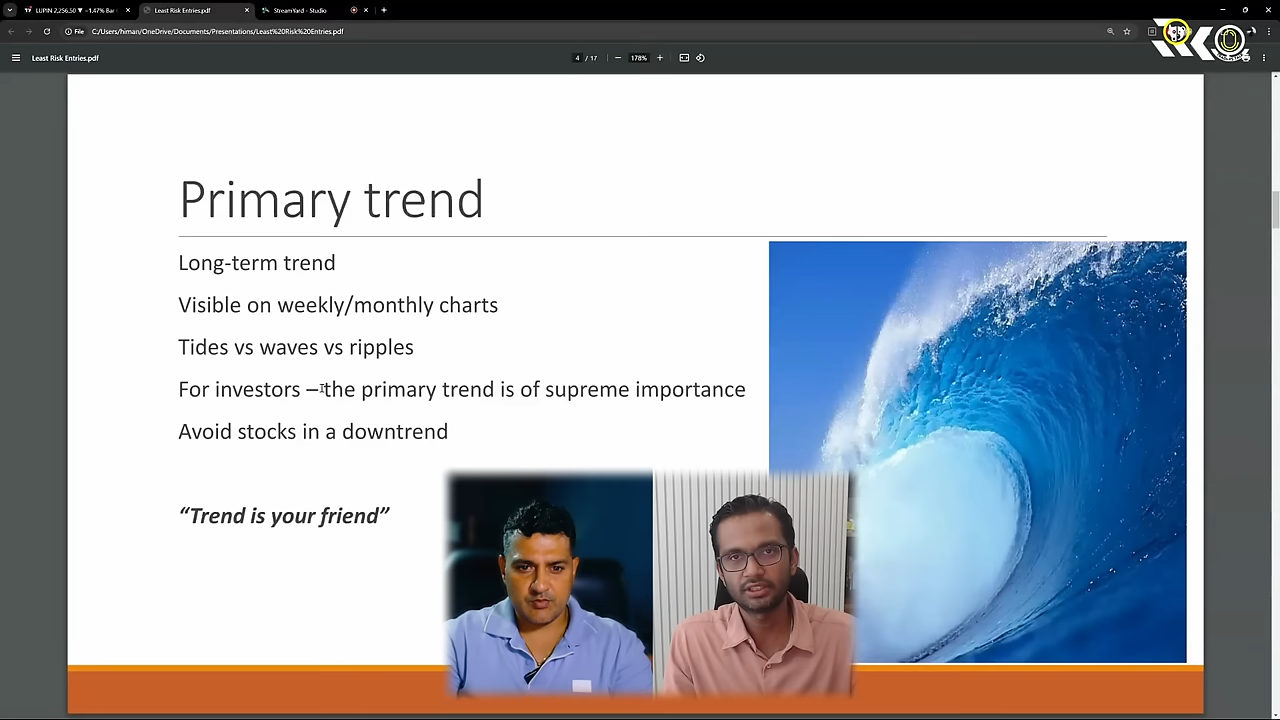 LUPIN 2,256.50 ▼ −1.47%
Least Risk Entries.pdf
StreamYard - Studio
File
C:/Users/himan/OneDrive/Documents/Presentations/Least%20Risk%20Entries.pdf
Least Risk Entries.pdf
4 / 17
178%
Primary trend
Long-term trend
Visible on weekly/monthly charts
Tides vs waves vs ripples
For investors – the primary trend is of supreme importance
Avoid stocks in a downtrend
“Trend is your friend”